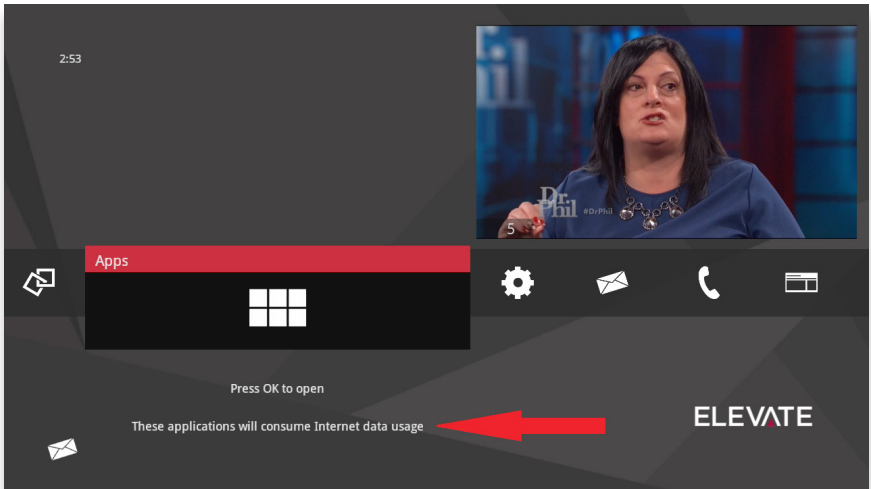 2:53
Dr.
Phil
#DrPhil
5
Apps
Press OK to open
These applications will consume Internet data usage
ELEVATE